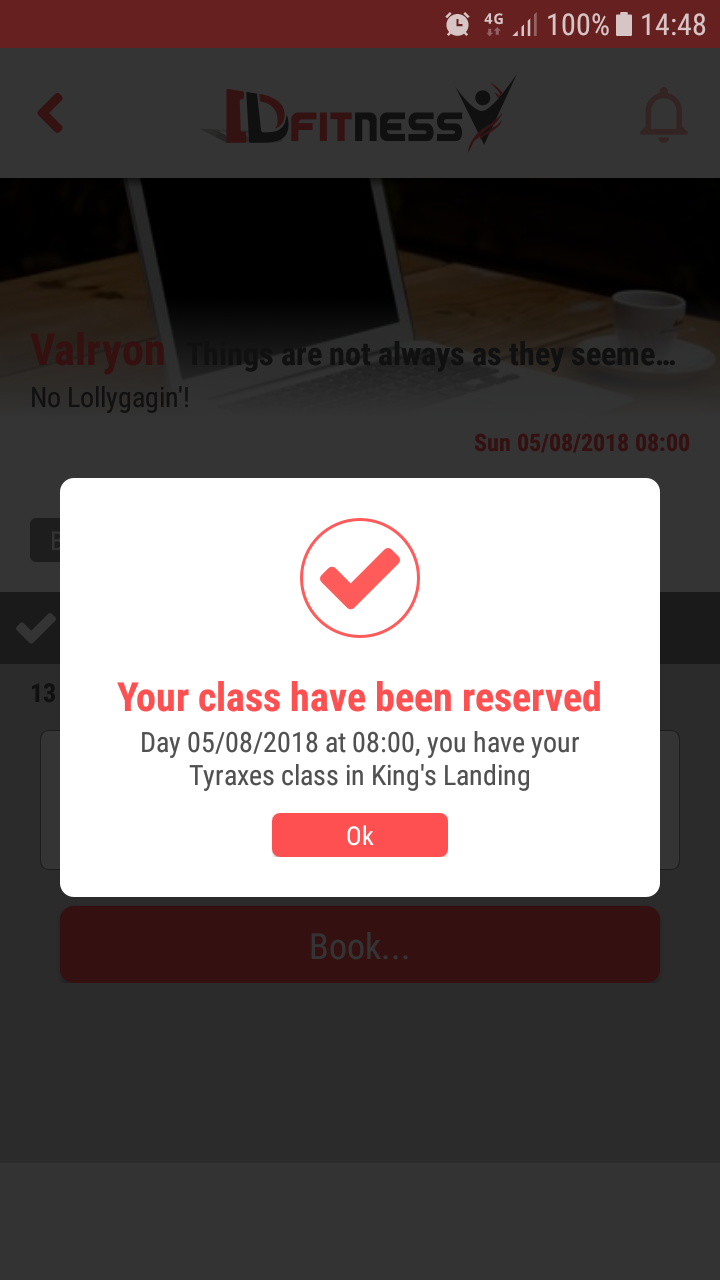 4G 100% 14:48
IDFITNESS
Valryon Things are not always as they seeme...
No Lollygagin'!
Sun 05/08/2018 08:00
13
Your class have been reserved
Day 05/08/2018 at 08:00, you have your
Tyraxes class in King's Landing
Ok
Book...